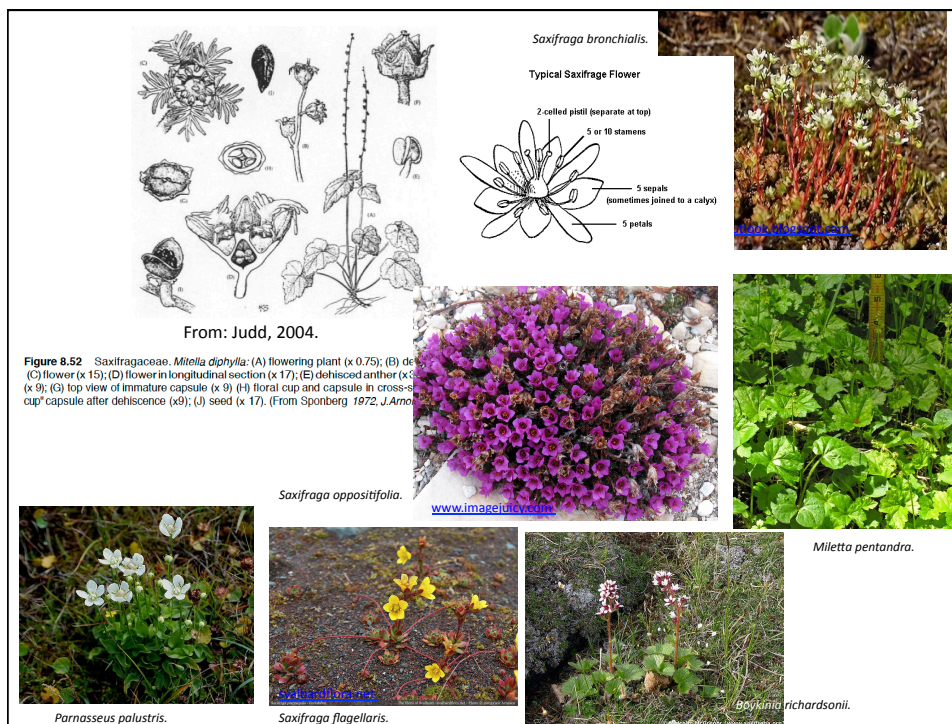 Saxifraga bronchialis.
Typical Saxifrage Flower
2-celled pistil (separate at top)
5 or 10 stamens
5 sepals
(sometimes joined to a calyx)
5 petals
(C)
(J)
(B)
(F)
(H)
(E)
(G)
(A)
(D)
(I)
From: Judd, 2004.
Figure 8.52 Saxifragaceae. Mitella diphylla: (A) flowering plant (x 0.75); (B) de
(C) flower (x 15); (D) flower in longitudinal section (x 17); (E) dehisced anther (x 3
(x 9); (G) top view of immature capsule (x 9) (H) floral cup and capsule in cross-s
cup" capsule after dehiscence (x9); (J) seed (x 17). (From Sponberg 1972, J.Arno
Saxifraga oppositifolia.
www.imagejuicy.com
Miletta pentandra.
Parnasseus palustris.
svalbardflora.net
Saxifraga flagellaris.
Boykinia richardsonii.